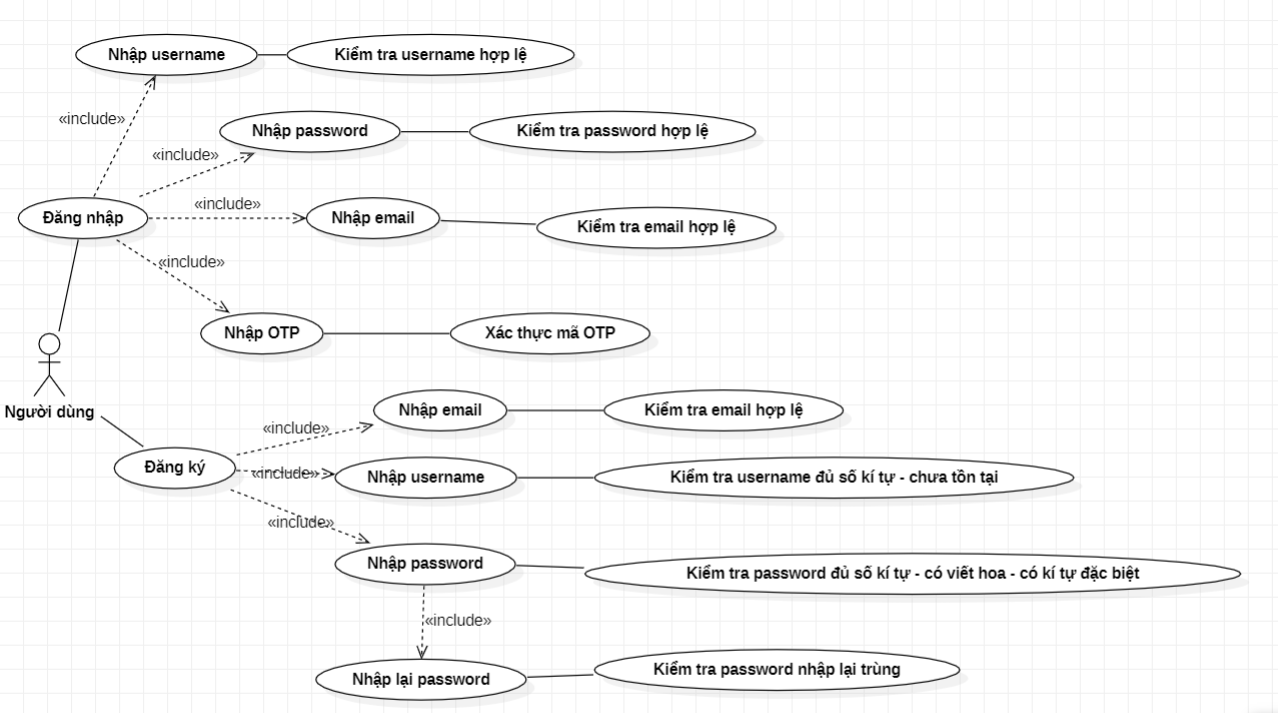 Nhập username
Kiểm tra username hợp lệ
«include»
Nhập password
Kiểm tra password hợp lệ
«include»
«include»
Đăng nhập
Nhập email
Kiểm tra email hợp lệ
«include»
Nhập OTP
Xác thực mã OTP
Người dùng
Nhập email
Kiểm tra email hợp lệ
«include»
Đăng ký
«include»
Nhập username
Kiểm tra username đủ số kí tự - chưa tồn tại
«include»
Nhập password
Kiểm tra password đủ số kí tự - có viết hoa - có kí tự đặc biệt
«include»
Nhập lại password
Kiểm tra password nhập lại trùng